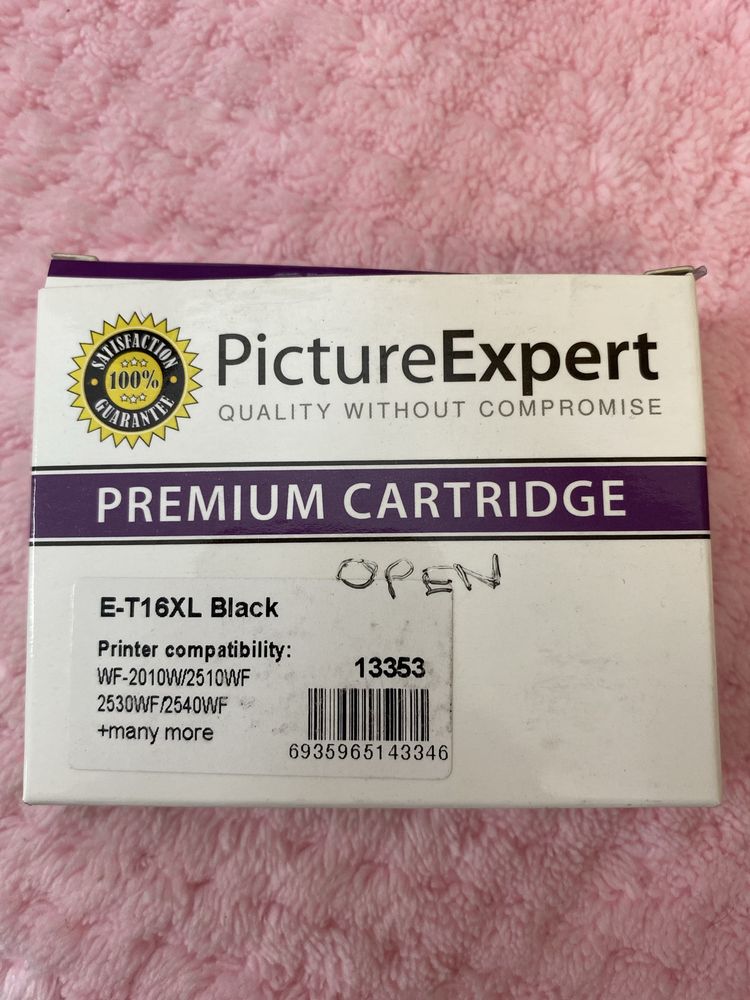 SATISFACTION
100%
GUARANTEE
PictureExpert
QUALITY WITHOUT COMPROMISE
PREMIUM CARTRIDGE
OPEN
E-T16XL Black
Printer compatibility:
WF-2010W/2510WF
2530WF/2540WF
+many more
13353
6935965143346